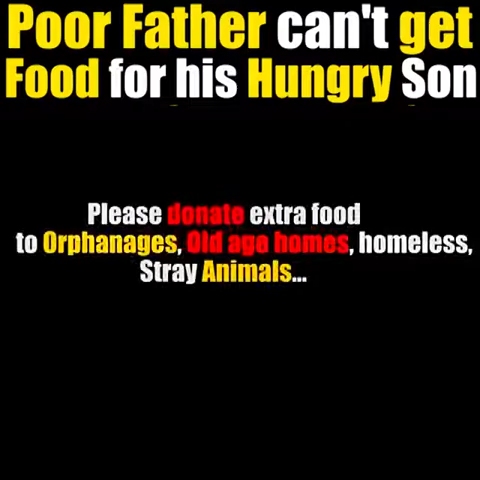 Poor Father can't get
Food for his Hungry Son
Please donate extra food
to Orphanages, Old age homes, homeless,
Stray Animals...